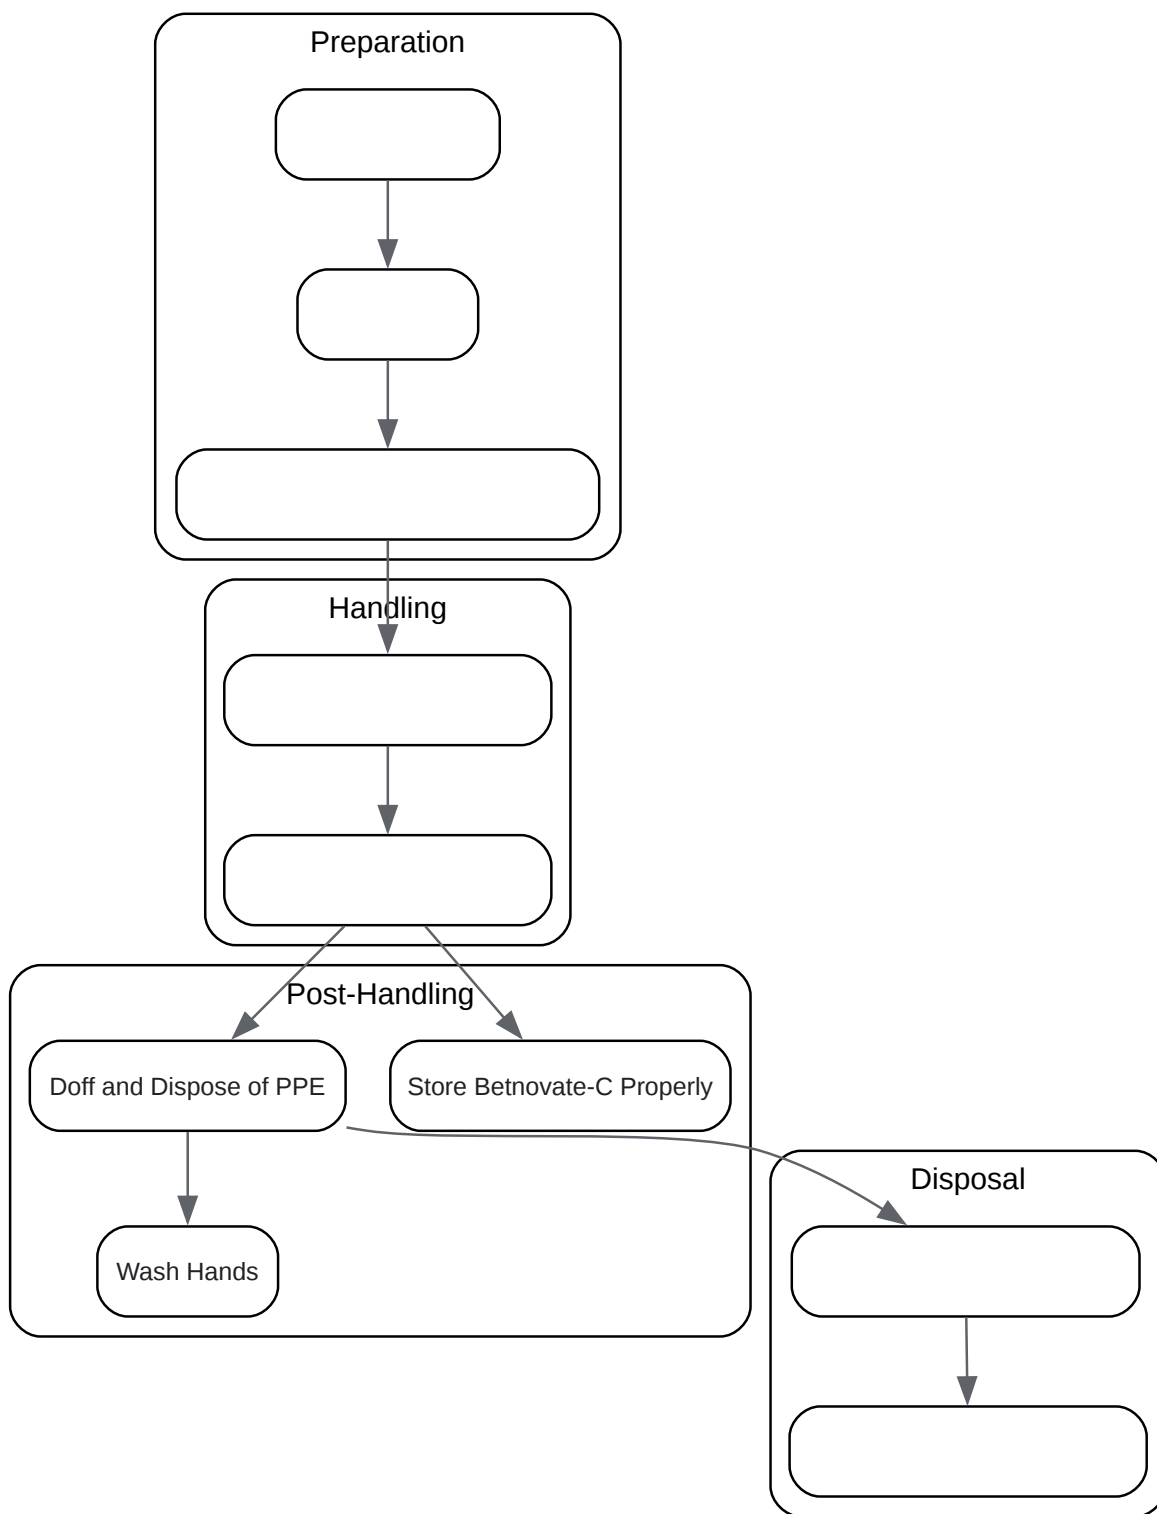 Preparation
Handling
Post-Handling
Doff and Dispose of PPE
Store Betnovate-C Properly
Disposal
Wash Hands